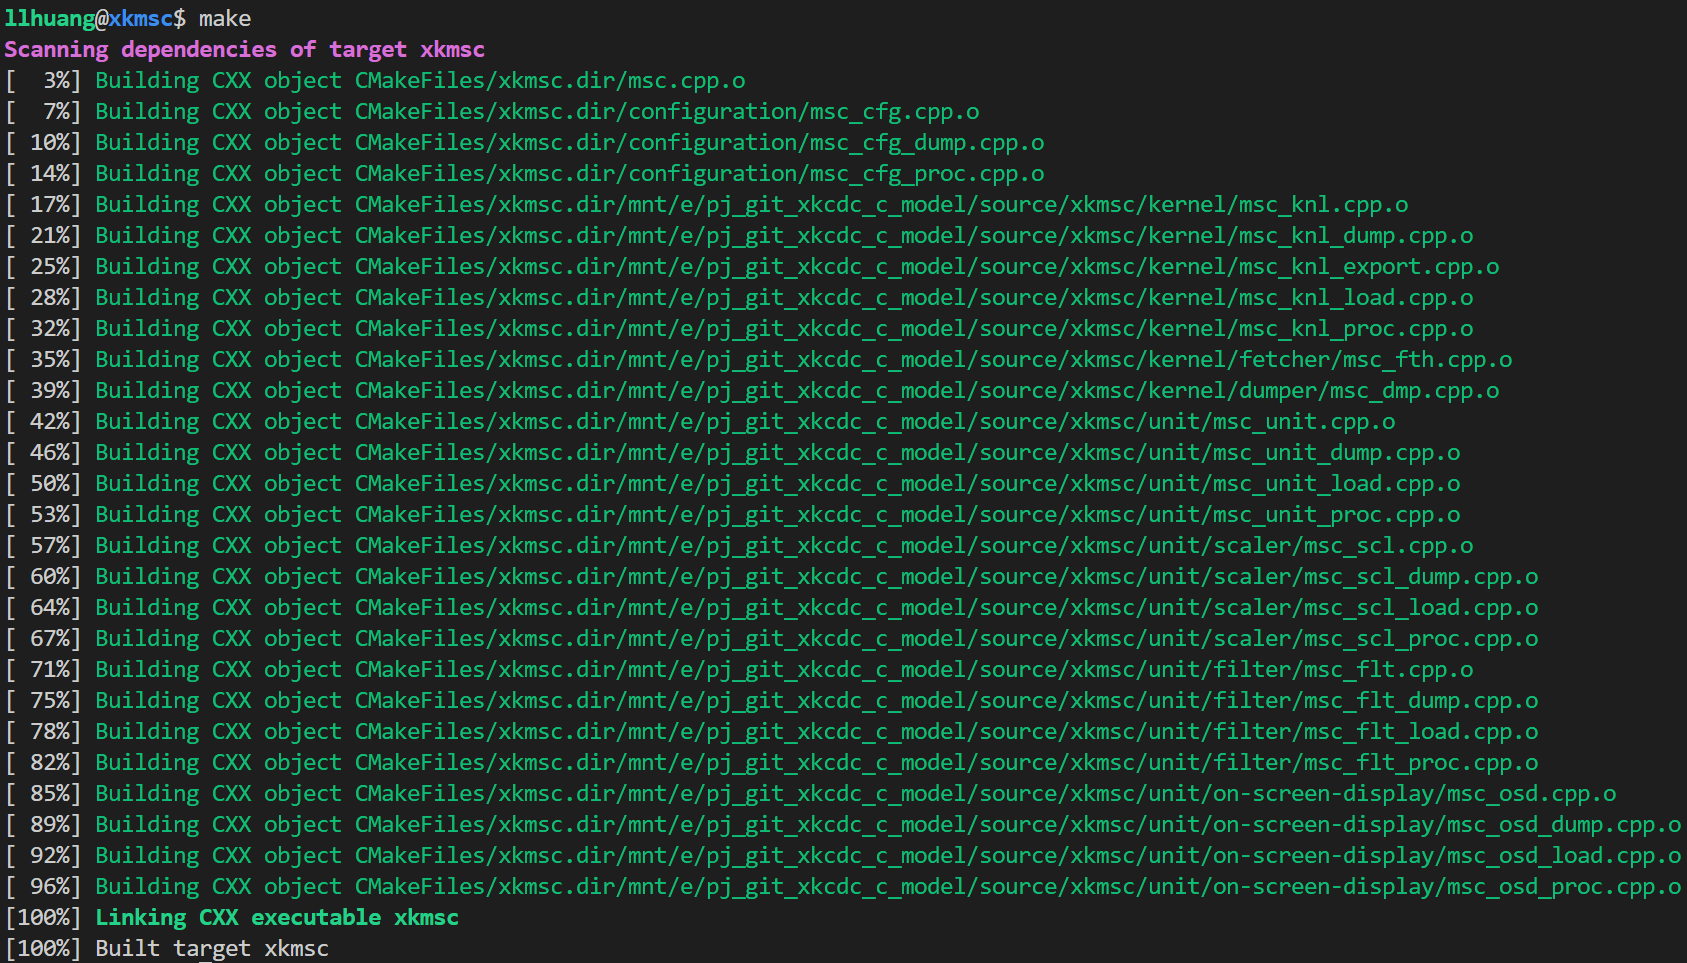 llhuang@xkmsc$ make
Scanning dependencies of target xkmsc
[  3%] Building CXX object CMakeFiles/xkmsc.dir/msc.cpp.o
[  7%] Building CXX object CMakeFiles/xkmsc.dir/configuration/msc_cfg.cpp.o
[ 10%] Building CXX object CMakeFiles/xkmsc.dir/configuration/msc_cfg_dump.cpp.o
[ 14%] Building CXX object CMakeFiles/xkmsc.dir/configuration/msc_cfg_proc.cpp.o
[ 17%] Building CXX object CMakeFiles/xkmsc.dir/mnt/e/pj_git_xkcdc_c_model/source/xkmsc/kernel/msc_knl.cpp.o
[ 21%] Building CXX object CMakeFiles/xkmsc.dir/mnt/e/pj_git_xkcdc_c_model/source/xkmsc/kernel/msc_knl_dump.cpp.o
[ 25%] Building CXX object CMakeFiles/xkmsc.dir/mnt/e/pj_git_xkcdc_c_model/source/xkmsc/kernel/msc_knl_export.cpp.o
[ 28%] Building CXX object CMakeFiles/xkmsc.dir/mnt/e/pj_git_xkcdc_c_model/source/xkmsc/kernel/msc_knl_load.cpp.o
[ 32%] Building CXX object CMakeFiles/xkmsc.dir/mnt/e/pj_git_xkcdc_c_model/source/xkmsc/kernel/msc_knl_proc.cpp.o
[ 35%] Building CXX object CMakeFiles/xkmsc.dir/mnt/e/pj_git_xkcdc_c_model/source/xkmsc/kernel/fetcher/msc_fth.cpp.o
[ 39%] Building CXX object CMakeFiles/xkmsc.dir/mnt/e/pj_git_xkcdc_c_model/source/xkmsc/kernel/dumper/msc_dmp.cpp.o
[ 42%] Building CXX object CMakeFiles/xkmsc.dir/mnt/e/pj_git_xkcdc_c_model/source/xkmsc/unit/msc_unit.cpp.o
[ 46%] Building CXX object CMakeFiles/xkmsc.dir/mnt/e/pj_git_xkcdc_c_model/source/xkmsc/unit/msc_unit_dump.cpp.o
[ 50%] Building CXX object CMakeFiles/xkmsc.dir/mnt/e/pj_git_xkcdc_c_model/source/xkmsc/unit/msc_unit_load.cpp.o
[ 53%] Building CXX object CMakeFiles/xkmsc.dir/mnt/e/pj_git_xkcdc_c_model/source/xkmsc/unit/msc_unit_proc.cpp.o
[ 57%] Building CXX object CMakeFiles/xkmsc.dir/mnt/e/pj_git_xkcdc_c_model/source/xkmsc/unit/scaler/msc_scl.cpp.o
[ 60%] Building CXX object CMakeFiles/xkmsc.dir/mnt/e/pj_git_xkcdc_c_model/source/xkmsc/unit/scaler/msc_scl_dump.cpp.o
[ 64%] Building CXX object CMakeFiles/xkmsc.dir/mnt/e/pj_git_xkcdc_c_model/source/xkmsc/unit/scaler/msc_scl_load.cpp.o
[ 67%] Building CXX object CMakeFiles/xkmsc.dir/mnt/e/pj_git_xkcdc_c_model/source/xkmsc/unit/scaler/msc_scl_proc.cpp.o
[ 71%] Building CXX object CMakeFiles/xkmsc.dir/mnt/e/pj_git_xkcdc_c_model/source/xkmsc/unit/filter/msc_flt.cpp.o
[ 75%] Building CXX object CMakeFiles/xkmsc.dir/mnt/e/pj_git_xkcdc_c_model/source/xkmsc/unit/filter/msc_flt_dump.cpp.o
[ 78%] Building CXX object CMakeFiles/xkmsc.dir/mnt/e/pj_git_xkcdc_c_model/source/xkmsc/unit/filter/msc_flt_load.cpp.o
[ 82%] Building CXX object CMakeFiles/xkmsc.dir/mnt/e/pj_git_xkcdc_c_model/source/xkmsc/unit/filter/msc_flt_proc.cpp.o
[ 85%] Building CXX object CMakeFiles/xkmsc.dir/mnt/e/pj_git_xkcdc_c_model/source/xkmsc/unit/on-screen-display/msc_osd.cpp.o
[ 89%] Building CXX object CMakeFiles/xkmsc.dir/mnt/e/pj_git_xkcdc_c_model/source/xkmsc/unit/on-screen-display/msc_osd_dump.cpp.o
[ 92%] Building CXX object CMakeFiles/xkmsc.dir/mnt/e/pj_git_xkcdc_c_model/source/xkmsc/unit/on-screen-display/msc_osd_load.cpp.o
[ 96%] Building CXX object CMakeFiles/xkmsc.dir/mnt/e/pj_git_xkcdc_c_model/source/xkmsc/unit/on-screen-display/msc_osd_proc.cpp.o
[100%] Linking CXX executable xkmsc
[100%] Built target xkmsc